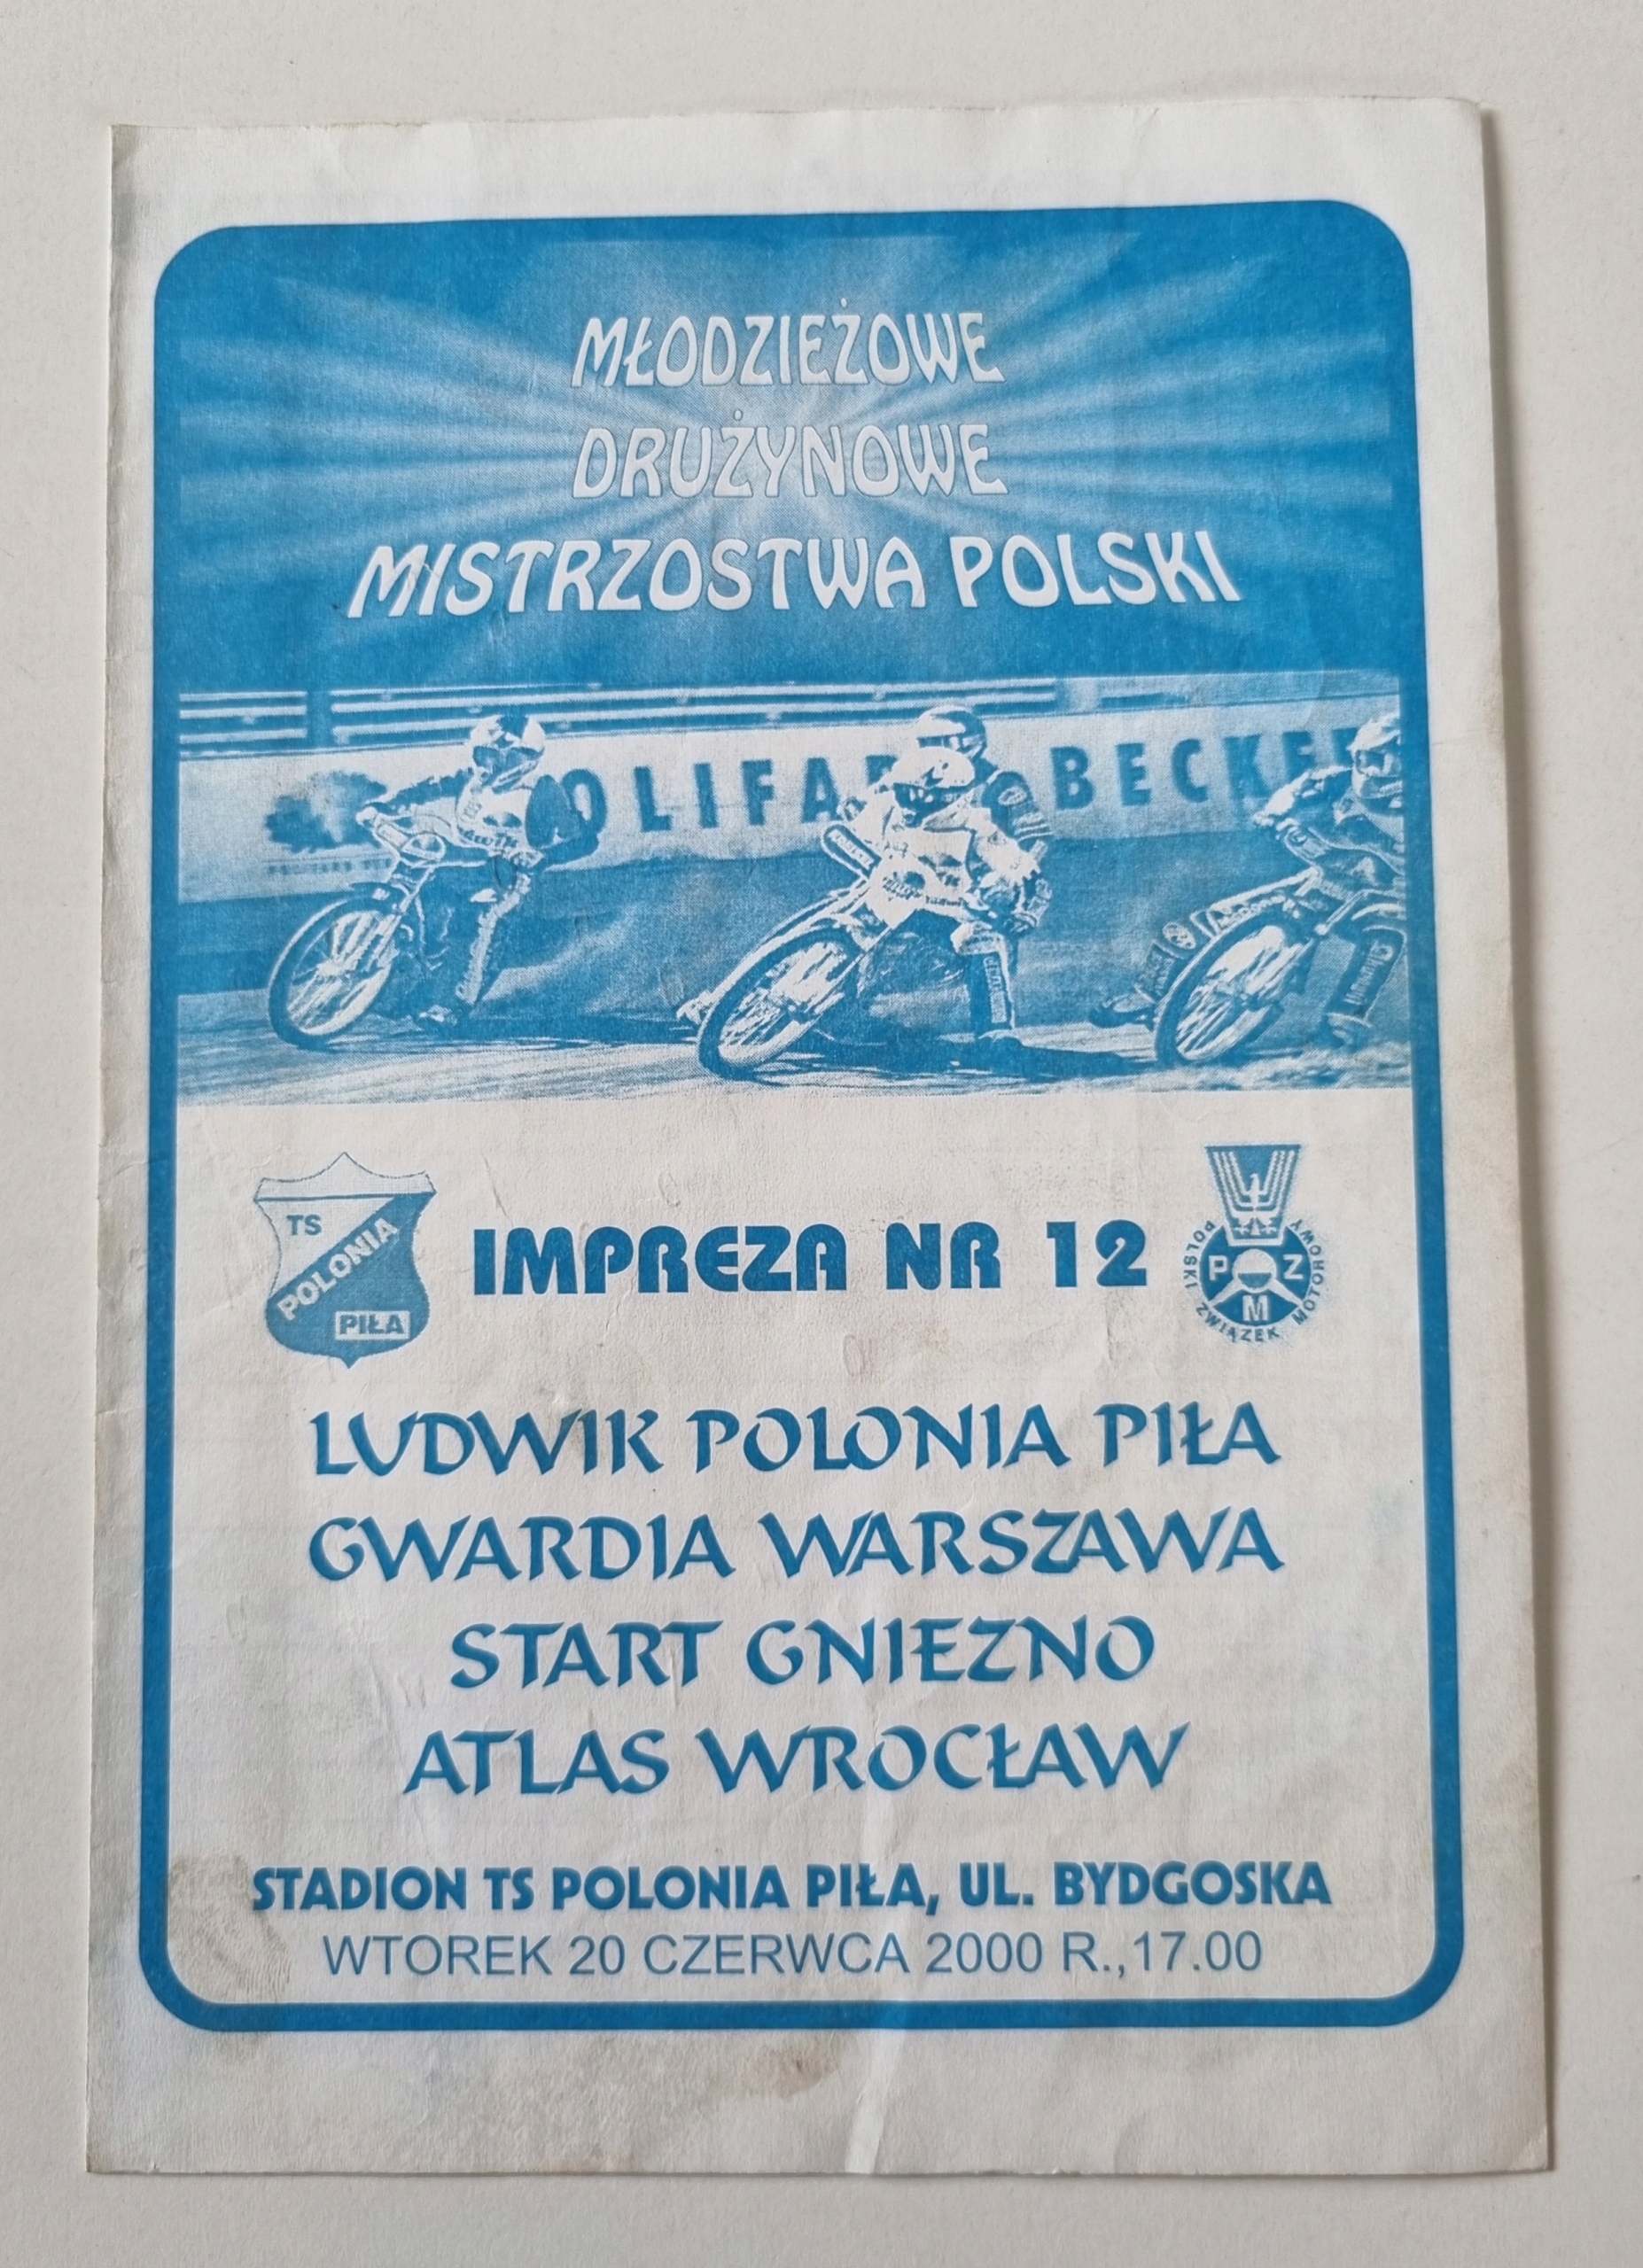 MŁODZIEŻOWE
DRUŻYNOWE
MISTRZOSTWA POLSKI
BECKE
TS
POLONIA
PIŁA
IMPREZA NR 12
P Z
M
POLSKI ZWIĄZEK MOTOROWY
LUDWIK POLONIA PIŁA
GWARDIA WARSZAWA
START GNIEZNO
ATLAS WROCŁAW
STADION TS POLONIA PIŁA, UL. BYDGOSKA
WTOREK 20 CZERWCA 2000 R.,17.00